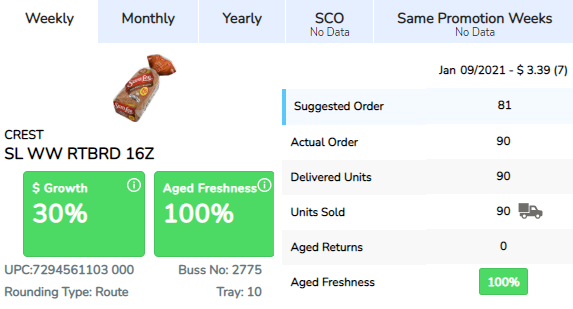 Weekly
Monthly
Yearly
SCO
No Data
Same Promotion Weeks
No Data
Jan 09/2021 - $ 3.39 (7)
CREST
SL WW RTBRD 16Z
$ Growth
30%
Aged Freshness
100%
UPC:7294561103 000
Buss No: 2775
Rounding Type: Route
Tray: 10
Suggested Order 81
Actual Order 90
Delivered Units 90
Units Sold 90
Aged Returns 0
Aged Freshness 100%